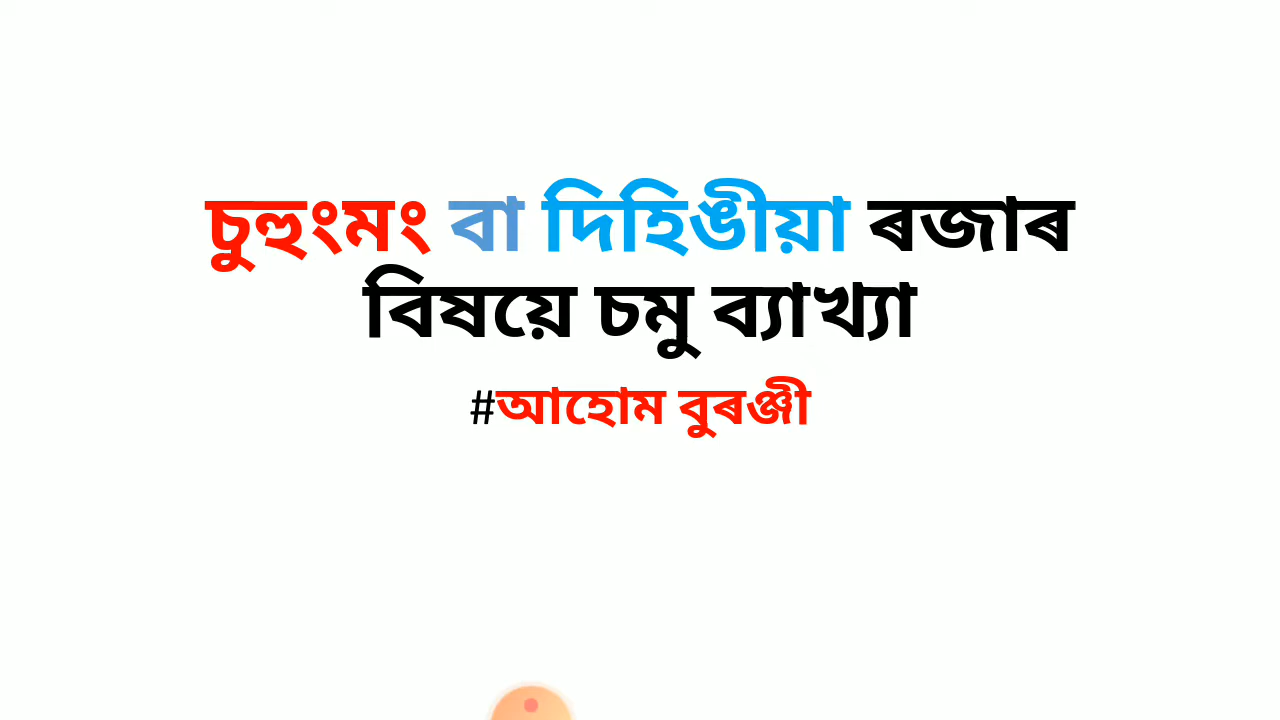 চুহুংমং বা দিহিঙীয়া ৰজাৰ
বিষয়ে চমু ব্যাখ্যা
#আহোম বুৰঞ্জী